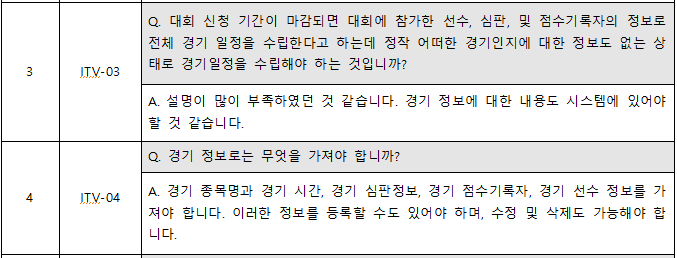 3
ITV-03
Q. 대회 신청 기간이 마감되면 대회에 참가한 선수, 심판, 및 점수기록자의 정보로
전체 경기 일정을 수립한다고 하는데 정작 어떠한 경기인지에 대한 정보도 없는 상
태로 경기일정을 수립해야 하는 것입니까?
A. 설명이 많이 부족하였던 것 같습니다. 경기 정보에 대한 내용도 시스템에 있어야
할 것 같습니다.
4
ITV-04
Q. 경기 정보로는 무엇을 가져야 합니까?
A. 경기 종목명과 경기 시간, 경기 심판정보, 경기 점수기록자, 경기 선수 정보를 가
져야 합니다. 이러한 정보를 등록할 수도 있어야 하며, 수정 및 삭제도 가능해야 합
니다.